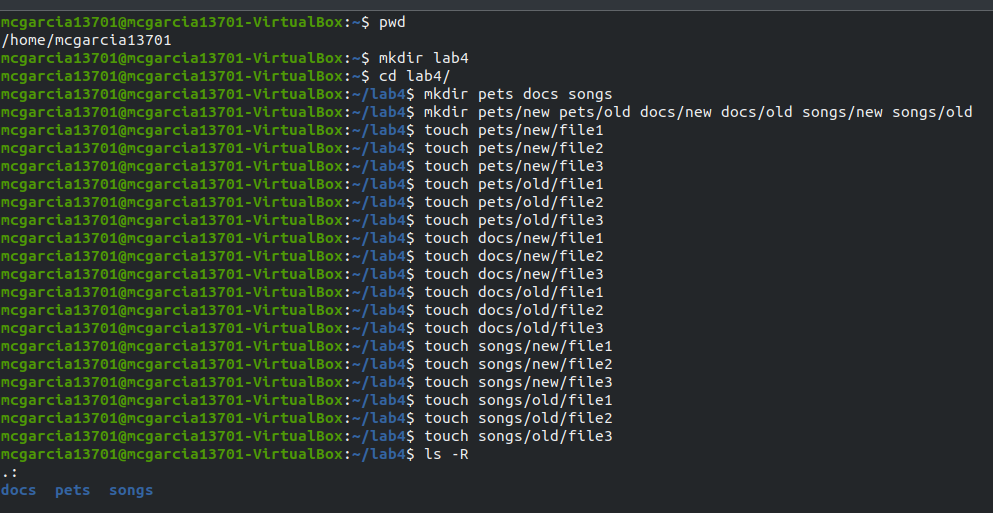 mcgarcia13701@mcgarcia13701-VirtualBox:~$ pwd
/home/mcgarcia13701
mcgarcia13701@mcgarcia13701-VirtualBox:~$ mkdir lab4
mcgarcia13701@mcgarcia13701-VirtualBox:~$ cd lab4/
mcgarcia13701@mcgarcia13701-VirtualBox:~/lab4$ mkdir pets docs songs
mcgarcia13701@mcgarcia13701-VirtualBox:~/lab4$ mkdir pets/new pets/old docs/new docs/old songs/new songs/old
mcgarcia13701@mcgarcia13701-VirtualBox:~/lab4$ touch pets/new/file1
mcgarcia13701@mcgarcia13701-VirtualBox:~/lab4$ touch pets/new/file2
mcgarcia13701@mcgarcia13701-VirtualBox:~/lab4$ touch pets/new/file3
mcgarcia13701@mcgarcia13701-VirtualBox:~/lab4$ touch pets/old/file1
mcgarcia13701@mcgarcia13701-VirtualBox:~/lab4$ touch pets/old/file2
mcgarcia13701@mcgarcia13701-VirtualBox:~/lab4$ touch pets/old/file3
mcgarcia13701@mcgarcia13701-VirtualBox:~/lab4$ touch docs/new/file1
mcgarcia13701@mcgarcia13701-VirtualBox:~/lab4$ touch docs/new/file2
mcgarcia13701@mcgarcia13701-VirtualBox:~/lab4$ touch docs/new/file3
mcgarcia13701@mcgarcia13701-VirtualBox:~/lab4$ touch docs/old/file1
mcgarcia13701@mcgarcia13701-VirtualBox:~/lab4$ touch docs/old/file2
mcgarcia13701@mcgarcia13701-VirtualBox:~/lab4$ touch docs/old/file3
mcgarcia13701@mcgarcia13701-VirtualBox:~/lab4$ touch songs/new/file1
mcgarcia13701@mcgarcia13701-VirtualBox:~/lab4$ touch songs/new/file2
mcgarcia13701@mcgarcia13701-VirtualBox:~/lab4$ touch songs/new/file3
mcgarcia13701@mcgarcia13701-VirtualBox:~/lab4$ touch songs/old/file1
mcgarcia13701@mcgarcia13701-VirtualBox:~/lab4$ touch songs/old/file2
mcgarcia13701@mcgarcia13701-VirtualBox:~/lab4$ touch songs/old/file3
mcgarcia13701@mcgarcia13701-VirtualBox:~/lab4$ ls -R
.:
docs  pets  songs